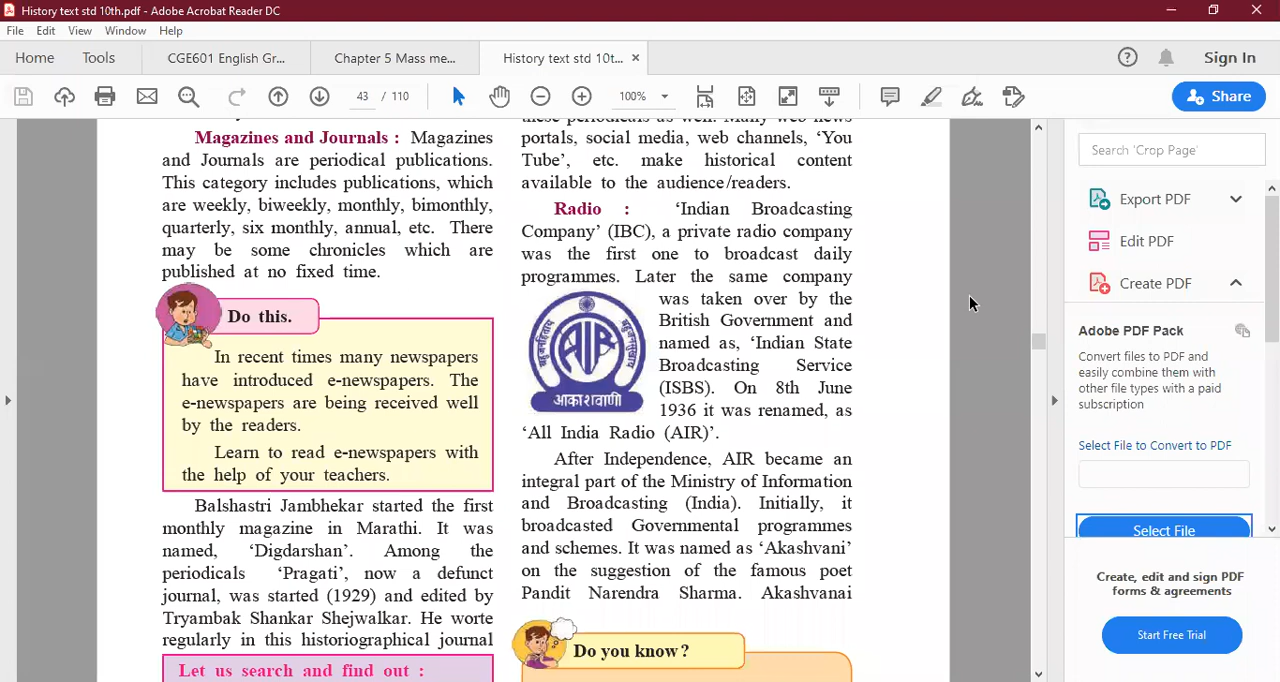 History text std 10th.pdf - Adobe Acrobat Reader DC
File Edit View Window Help
Home Tools CGE601 English Gr... Chapter 5 Mass me... History text std 10t... ×
Sign In
43 / 110 100% Share
Magazines and Journals : Magazines
and Journals are periodical publications.
This category includes publications, which
are weekly, biweekly, monthly, bimonthly,
quarterly, six monthly, annual, etc. There
may be some chronicles which are
published at no fixed time.
Do this.
In recent times many newspapers
have introduced e-newspapers. The
e-newspapers are being received well
by the readers.
Learn to read e-newspapers with
the help of your teachers.
Balshastri Jambhekar started the first
monthly magazine in Marathi. It was
named, ‘Digdarshan’. Among the
periodicals ‘Pragati’, now a defunct
journal, was started (1929) and edited by
Tryambak Shankar Shejwalkar. He worte
regularly in this historiographical journal
Let us search and find out :
these periodicals as well. Many web news
portals, social media, web channels, ‘You
Tube’, etc. make historical content
available to the audience/readers.
Radio : ‘Indian Broadcasting
Company’ (IBC), a private radio company
was the first one to broadcast daily
programmes. Later the same company
was taken over by the
British Government and
named as, ‘Indian State
Broadcasting Service
(ISBS). On 8th June
1936 it was renamed, as
‘All India Radio (AIR)’.
बहुजनहिताय बहुजनसुखाय
AIR
आकाशवाणी
After Independence, AIR became an
integral part of the Ministry of Information
and Broadcasting (India). Initially, it
broadcasted Governmental programmes
and schemes. It was named as ‘Akashvani’
on the suggestion of the famous poet
Pandit Narendra Sharma. Akashvanai
Do you know?
Search 'Crop Page'
Export PDF
Edit PDF
Create PDF
Adobe PDF Pack
Convert files to PDF and
easily combine them with
other file types with a paid
subscription
Select File to Convert to PDF
Select File
Create, edit and sign PDF
forms & agreements
Start Free Trial